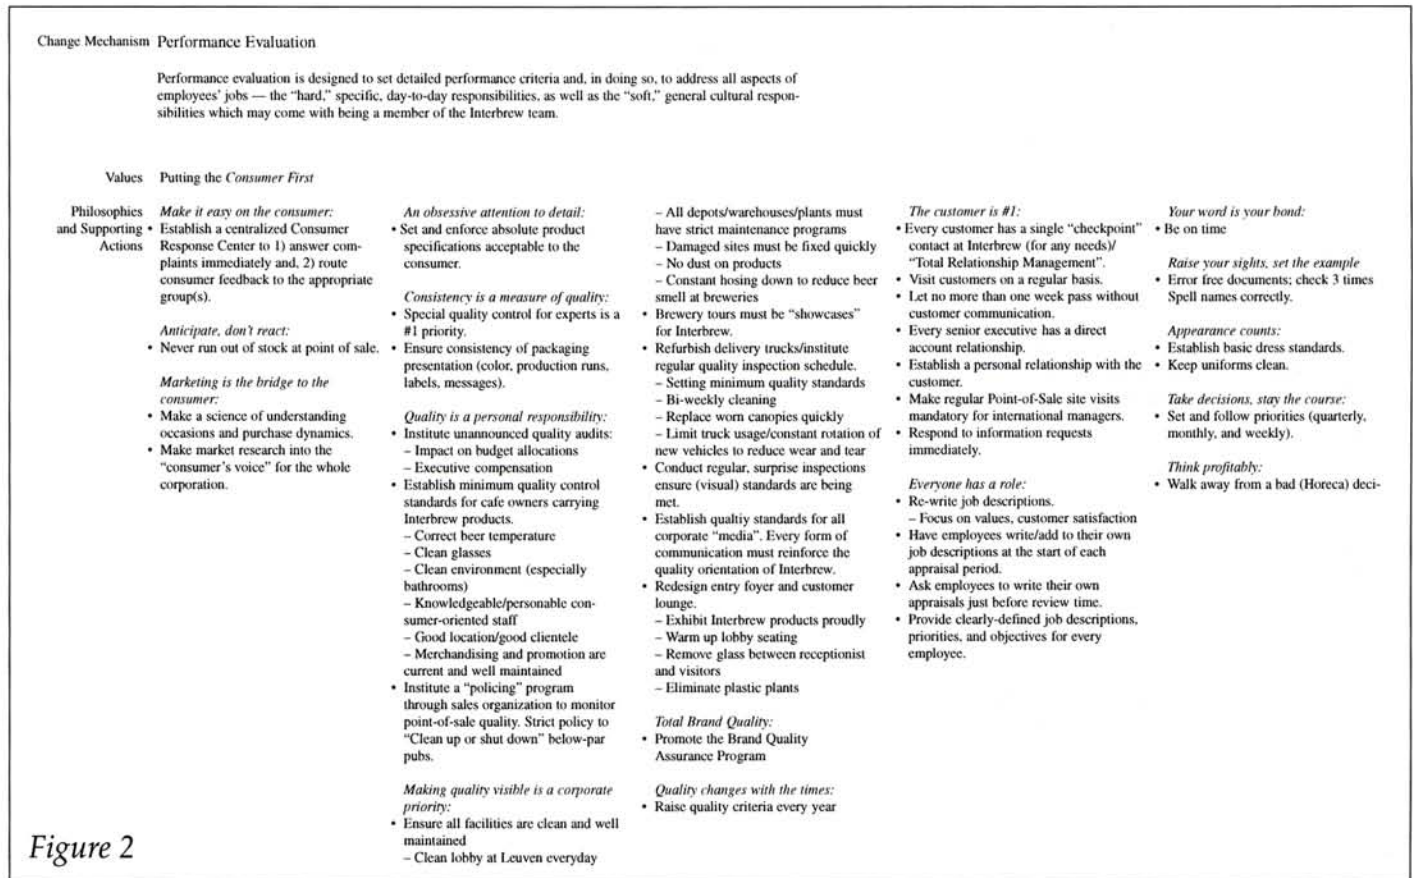 Change Mechanism Performance Evaluation
Performance evaluation is designed to set detailed performance criteria and, in doing so, to address all aspects of
employees' jobs — the "hard," specific, day-to-day responsibilities, as well as the "soft," general cultural respon-
sibilities which may come with being a member of the Interbrew team.
Values Putting the Consumer First
Philosophies
and Supporting
Actions
Make it easy on the consumer:
• Establish a centralized Consumer
Response Center to 1) answer com-
plaints immediately and, 2) route
consumer feedback to the appropriate
group(s).
Anticipate, don't react:
• Never run out of stock at point of sale.
Marketing is the bridge to the
consumer:
• Make a science of understanding
occasions and purchase dynamics.
• Make market research into the
"consumer's voice" for the whole
corporation.
An obsessive attention to detail:
• Set and enforce absolute product
specifications acceptable to the
consumer.
Consistency is a measure of quality:
• Special quality control for experts is a
#1 priority.
• Ensure consistency of packaging
presentation (color, production runs,
labels, messages).
Quality is a personal responsibility:
• Institute unannounced quality audits:
– Impact on budget allocations
– Executive compensation
• Establish minimum quality control
standards for cafe owners carrying
Interbrew products.
– Correct beer temperature
– Clean glasses
– Clean environment (especially
bathrooms)
– Knowledgeable/personable con-
sumer-oriented staff
– Good location/good clientele
– Merchandising and promotion are
current and well maintained
• Institute a "policing" program
through sales organization to monitor
point-of-sale quality. Strict policy to
"Clean up or shut down" below-par
pubs.
Making quality visible is a corporate
priority:
• Ensure all facilities are clean and well
maintained
– Clean lobby at Leuven everyday
– All depots/warehouses/plants must
have strict maintenance programs
– Damaged sites must be fixed quickly
– No dust on products
– Constant hosing down to reduce beer
smell at breweries
• Brewery tours must be "showcases"
for Interbrew.
• Refurbish delivery trucks/institute
regular quality inspection schedule.
– Setting minimum quality standards
– Bi-weekly cleaning
– Replace worn canopies quickly
– Limit truck usage/constant rotation of
new vehicles to reduce wear and tear
• Conduct regular, surprise inspections
ensure (visual) standards are being
met.
• Establish qualtiy standards for all
corporate "media". Every form of
communication must reinforce the
quality orientation of Interbrew.
• Redesign entry foyer and customer
lounge.
– Exhibit Interbrew products proudly
– Warm up lobby seating
– Remove glass between receptionist
and visitors
– Eliminate plastic plants
Total Brand Quality:
• Promote the Brand Quality
Assurance Program
Quality changes with the times:
• Raise quality criteria every year
The customer is #1:
• Every customer has a single "checkpoint"
contact at Interbrew (for any needs)/
"Total Relationship Management".
• Visit customers on a regular basis.
• Let no more than one week pass without
customer communication.
• Every senior executive has a direct
account relationship.
• Establish a personal relationship with the
customer.
• Make regular Point-of-Sale site visits
mandatory for international managers.
• Respond to information requests
immediately.
Everyone has a role:
• Re-write job descriptions.
– Focus on values, customer satisfaction
• Have employees write/add to their own
job descriptions at the start of each
appraisal period.
• Ask employees to write their own
appraisals just before review time.
• Provide clearly-defined job descriptions,
priorities, and objectives for every
employee.
Your word is your bond:
• Be on time
Raise your sights, set the example
• Error free documents; check 3 times
Spell names correctly.
Appearance counts:
• Establish basic dress standards.
• Keep uniforms clean.
Take decisions, stay the course:
• Set and follow priorities (quarterly,
monthly, and weekly).
Think profitably:
• Walk away from a bad (Horeca) deci-
Figure 2